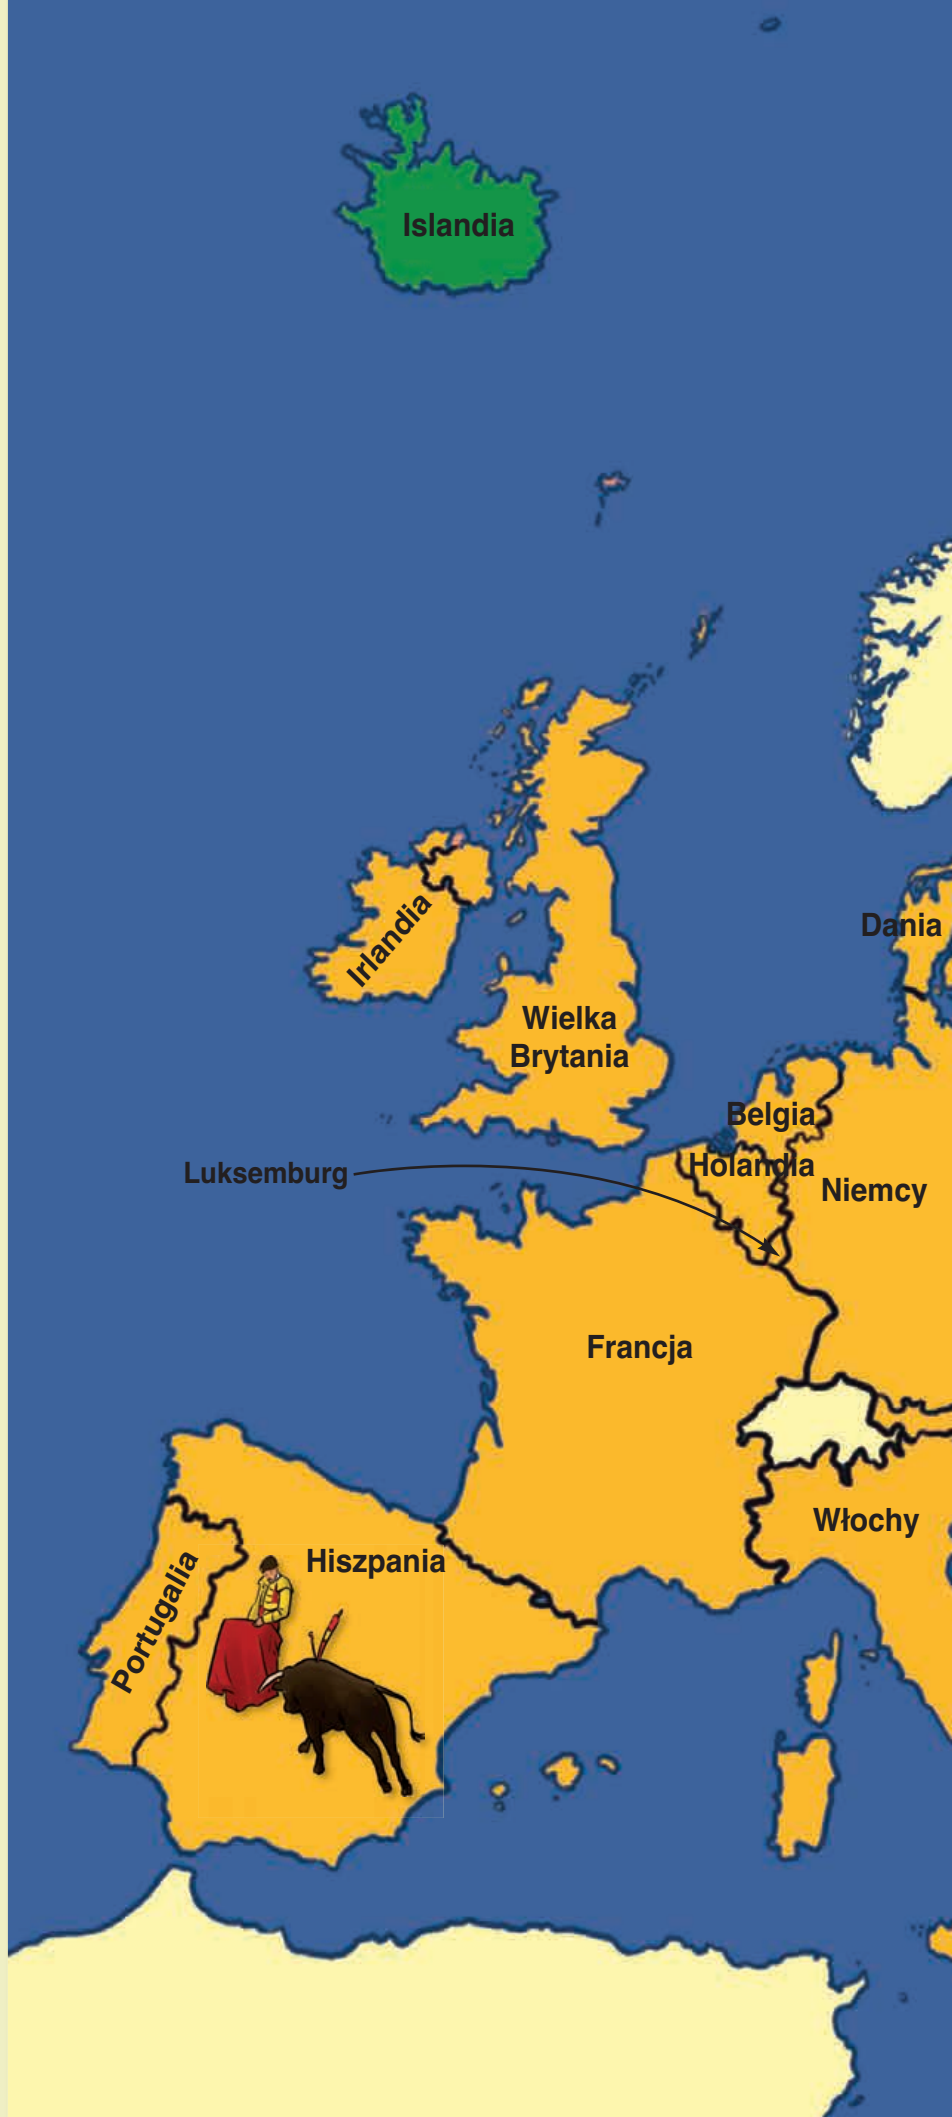 Islandia
Irlandia
Dania
Wielka
Brytania
Belgia
Holandia
Luksemburg
Niemcy
Francja
Włochy
Hiszpania
Portugalia